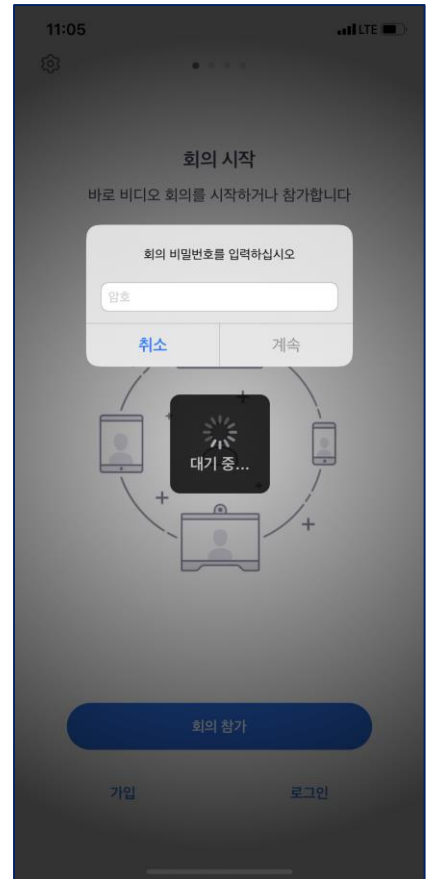 11:05
LTE
회의 시작
바로 비디오 회의를 시작하거나 참가합니다
회의 비밀번호를 입력하십시오
암호
취소
계속
대기 중...
회의 참가
가입
로그인